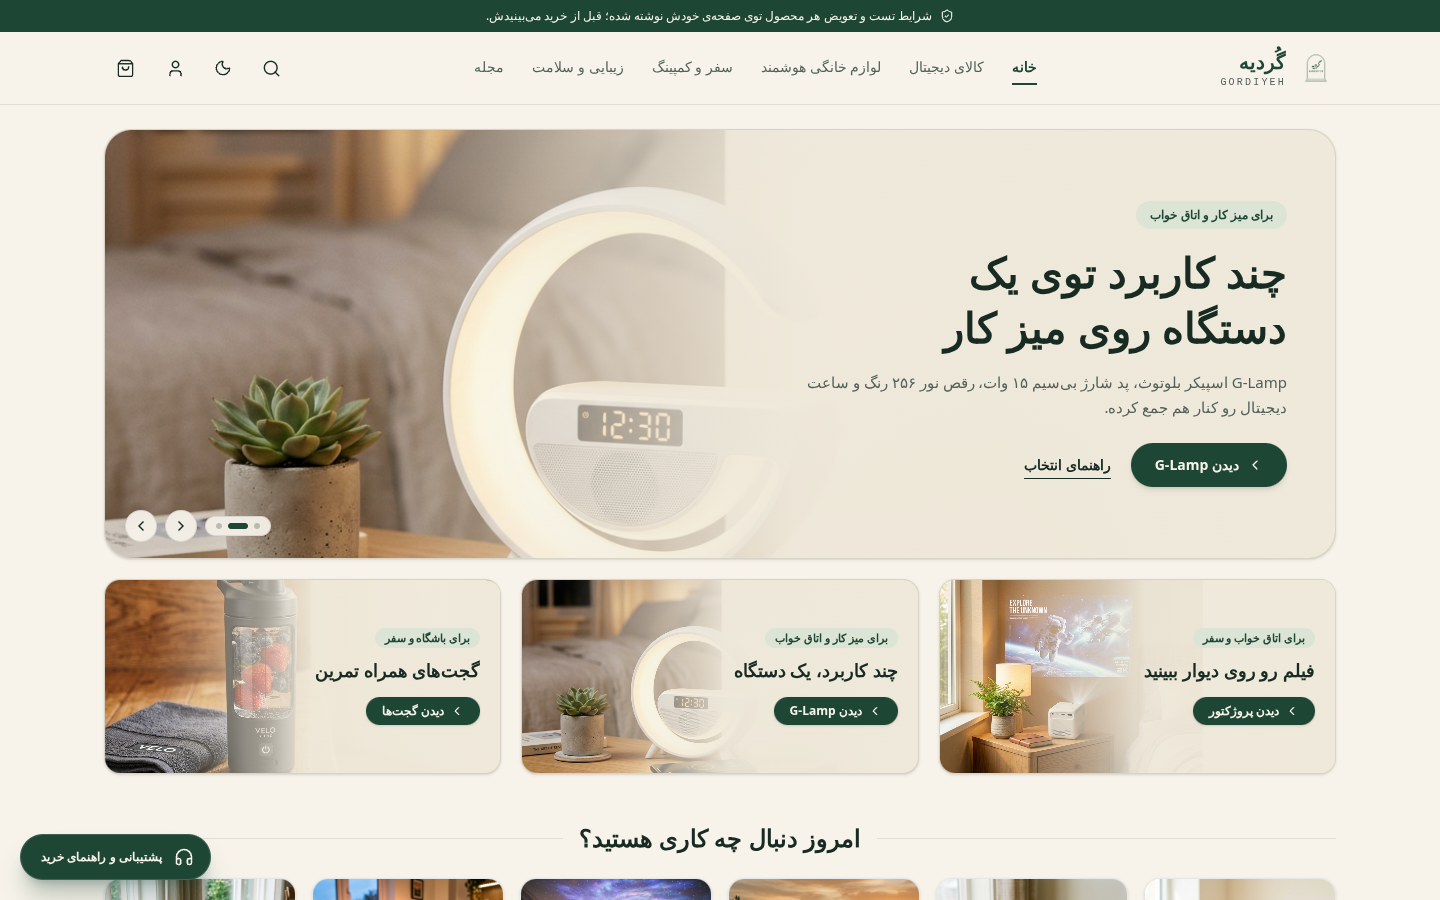 شرایط تست و تعویض هر محصول توی صفحه‌ی خودش نوشته شده؛ قبل از خرید می‌بینیدش.
گُردیه
GORDIYEH
خانه
کالای دیجیتال
لوازم خانگی هوشمند
سفر و کمپینگ
زیبایی و سلامت
مجله
برای میز کار و اتاق خواب
چند کاربرد توی یک
دستگاه روی میز کار
G-Lamp اسپیکر بلوتوث، پد شارژ بی‌سیم ۱۵ وات، رقص نور ۲۵۶ رنگ و ساعت
دیجیتال رو کنار هم جمع کرده.
دیدن G-Lamp
راهنمای انتخاب
12:30
برای اتاق خواب و سفر
فیلم رو روی دیوار ببینید
دیدن پروژکتور
EXPLORE
THE UNKNOWN
برای میز کار و اتاق خواب
چند کاربرد، یک دستگاه
دیدن G-Lamp
12:30
برای باشگاه و سفر
گجت‌های همراه تمرین
دیدن گجت‌ها
VELO
VELO
امروز دنبال چه کاری هستید؟
پشتیبانی و راهنمای خرید